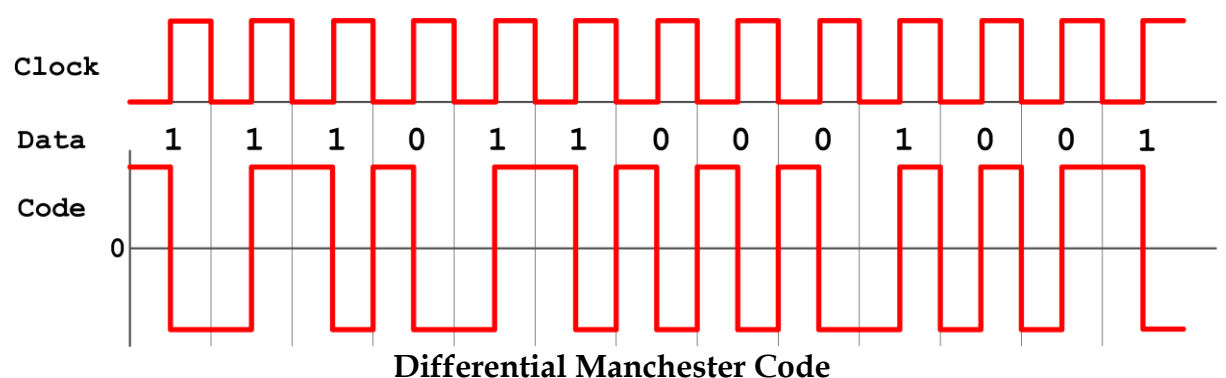 Clock
Data 1 1 1 0 1 1 0 0 0 1 0 0 1
Code
0
Differential Manchester Code